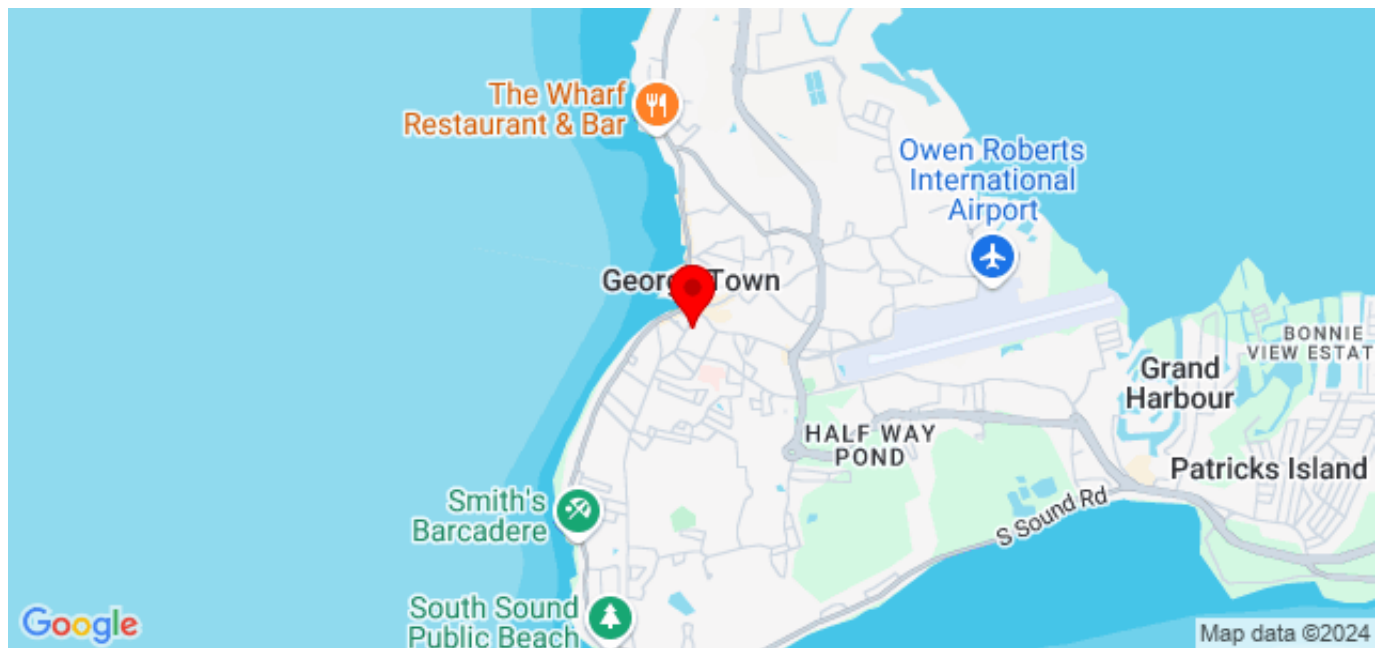 The Wharf
Restaurant & Bar
Owen Roberts
International
Airport
George Town
BONNIE
VIEW ESTAT
Grand
Harbour
HALF WAY
POND
Patricks Island
Smith's
Barcadere
S Sound Rd
South Sound
Public Beach
Google
Map data ©2024